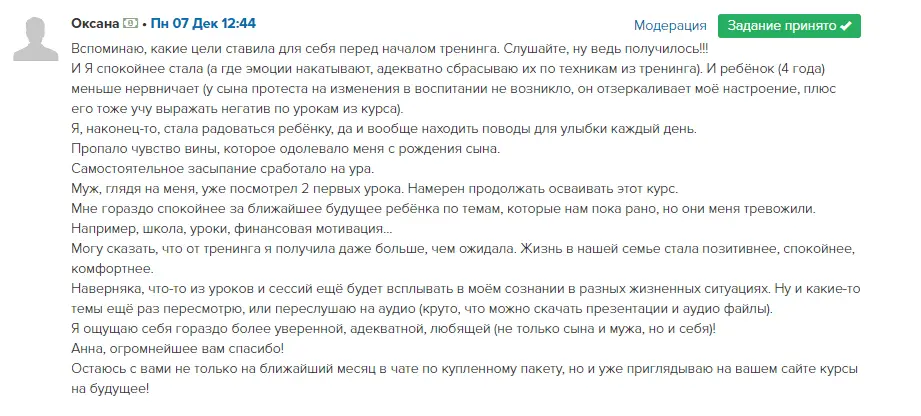 Оксана • Пн 07 Дек 12:44
Модерация
Задание принято ✓
Вспоминаю, какие цели ставила для себя перед началом тренинга. Слушайте, ну ведь получилось!!!
И Я спокойнее стала (а где эмоции накатывают, адекватно сбрасываю их по техникам из тренинга). И ребёнок (4 года)
меньше нервничает (у сына протеста на изменения в воспитании не возникло, он отзеркаливает моё настроение, плюс
его тоже учу выражать негатив по урокам из курса).
Я, наконец-то, стала радоваться ребёнку, да и вообще находить поводы для улыбки каждый день.
Пропало чувство вины, которое одолевало меня с рождения сына.
Самостоятельное засыпание сработало на ура.
Муж, глядя на меня, уже посмотрел 2 первых урока. Намерен продолжать осваивать этот курс.
Мне гораздо спокойнее за ближайшее будущее ребёнка по темам, которые нам пока рано, но они меня тревожили.
Например, школа, уроки, финансовая мотивация...
Могу сказать, что от тренинга я получила даже больше, чем ожидала. Жизнь в нашей семье стала позитивнее, спокойнее,
комфортнее.
Наверняка, что-то из уроков и сессий ещё будет всплывать в моём сознании в разных жизненных ситуациях. Ну и какие-то
темы ещё раз пересмотрю, или переслушаю на аудио (круто, что можно скачать презентации и аудио файлы).
Я ощущаю себя гораздо более уверенной, адекватной, любящей (не только сына и мужа, но и себя)!
Анна, огромнейшее вам спасибо!
Остаюсь с вами не только на ближайший месяц в чате по купленному пакету, но и уже приглядываю на вашем сайте курсы
на будущее!